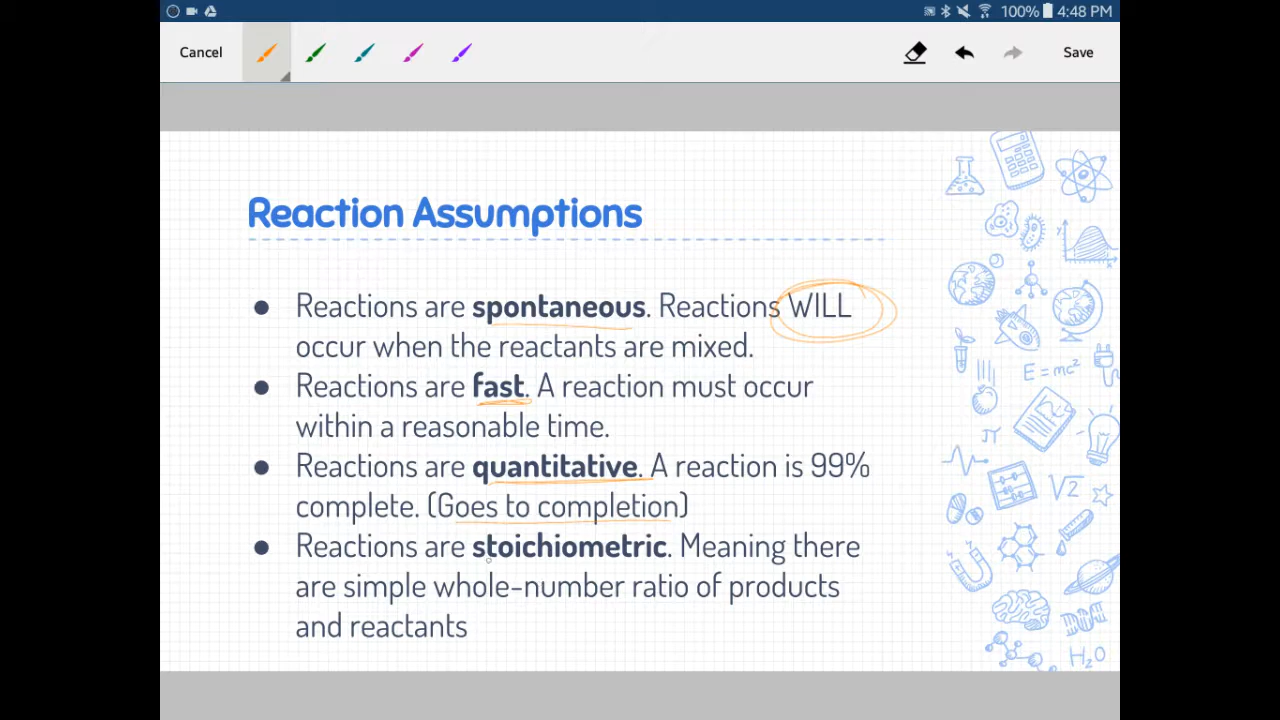 100% 4:48 PM
Cancel Save
Reaction Assumptions
● Reactions are spontaneous. Reactions WILL
occur when the reactants are mixed.
● Reactions are fast. A reaction must occur
within a reasonable time.
● Reactions are quantitative. A reaction is 99%
complete. (Goes to completion)
● Reactions are stoichiometric. Meaning there
are simple whole-number ratio of products
and reactants
y
x
E=mc²
π
√2
H₂O